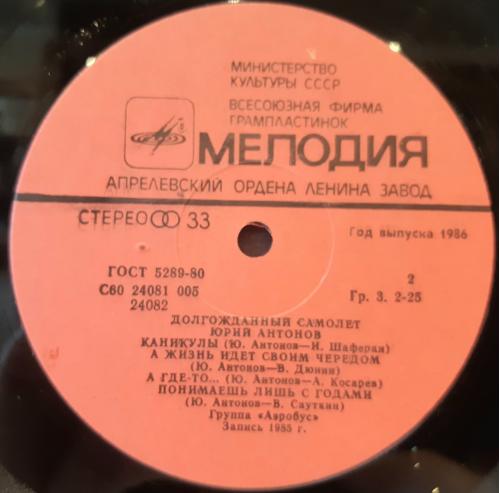 МИНИСТЕРСТВО
КУЛЬТУРЫ СССР
ВСЕСОЮЗНАЯ ФИРМА
ГРАМПЛАСТИНОК
МЕЛОДИЯ
АПРЕЛЕВСКИЙ ОРДЕНА ЛЕНИНА ЗАВОД
СТЕРЕО 33
Год выпуска 1986
ГОСТ 5289-80
2
С60 24081 005
Гр. 3. 2-25
24082
ДОЛГОЖДАННЫЙ САМОЛЕТ
ЮРИЙ АНТОНОВ
КАНИКУЛЫ (Ю. Антонов—И. Шаферан)
А ЖИЗНЬ ИДЕТ СВОИМ ЧЕРЕДОМ
(Ю. Антонов—В. Дюнин)
А ГДЕ-ТО... (Ю. Антонов—А. Косарев)
ПОНИМАЕШЬ ЛИШЬ С ГОДАМИ
(Ю. Антонов—В. Сауткин)
Группа «Аэробус»
Запись 1985 г.